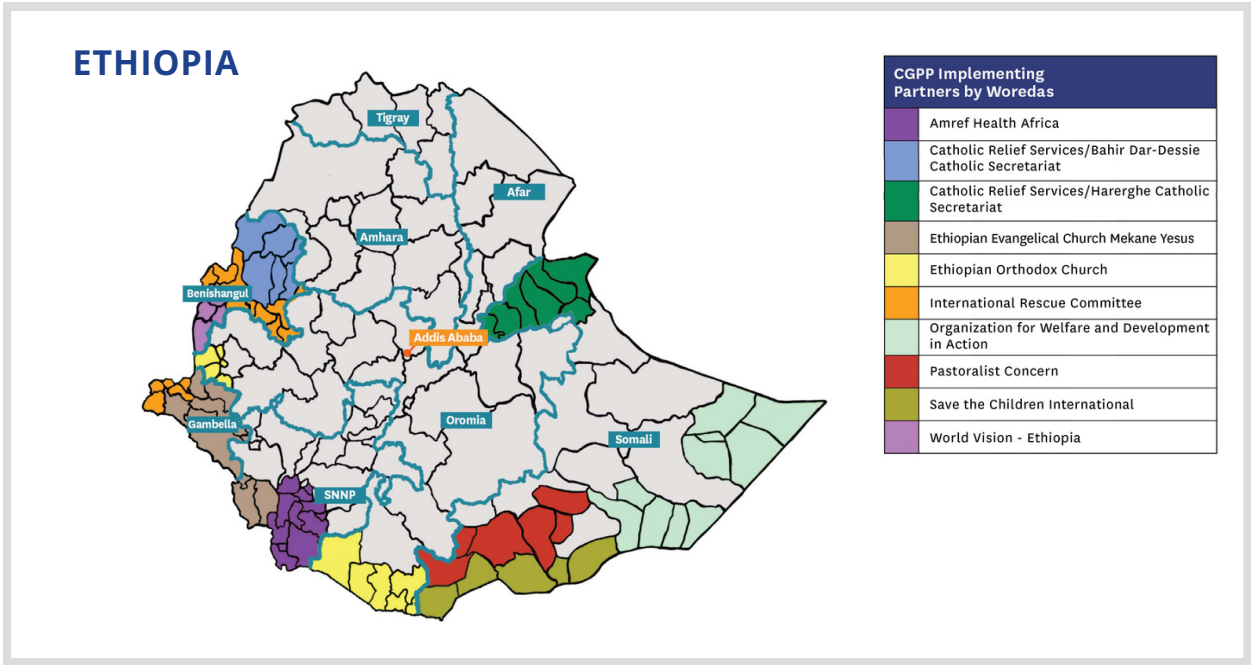 ETHIOPIA
Tigray
Afar
Amhara
Benishangul
Addis Ababa
Gambella
Oromia
Somali
SNNP
CGPP Implementing
Partners by Woredas
Amref Health Africa
Catholic Relief Services/Bahir Dar-Dessie
Catholic Secretariat
Catholic Relief Services/Harerghe Catholic
Secretariat
Ethiopian Evangelical Church Mekane Yesus
Ethiopian Orthodox Church
International Rescue Committee
Organization for Welfare and Development
in Action
Pastoralist Concern
Save the Children International
World Vision - Ethiopia